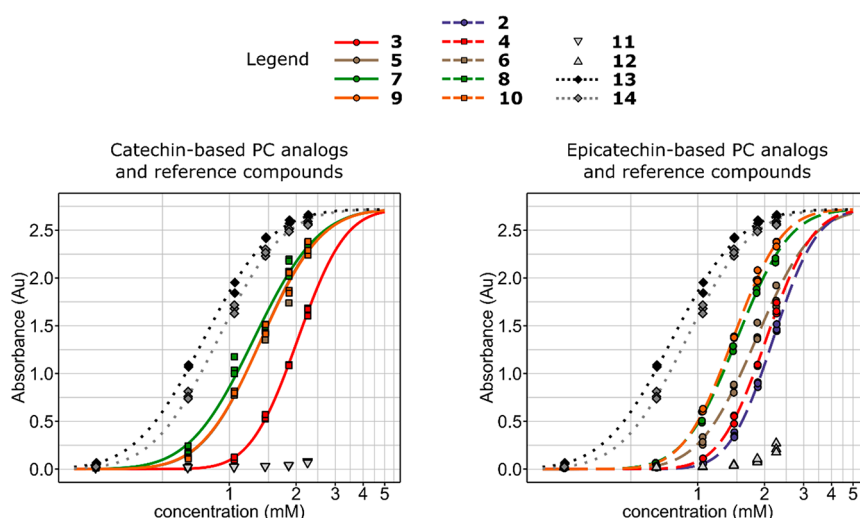 Legend
3
5
7
9
2
4
6
8
10
11
12
13
14
Catechin-based PC analogs
and reference compounds
Absorbance (Au)
2.5
2.0
1.5
1.0
0.5
0.0
1 2 3 4 5
concentration (mM)
Epicatechin-based PC analogs
and reference compounds
Absorbance (Au)
2.5
2.0
1.5
1.0
0.5
0.0
1 2 3 4 5
concentration (mM)